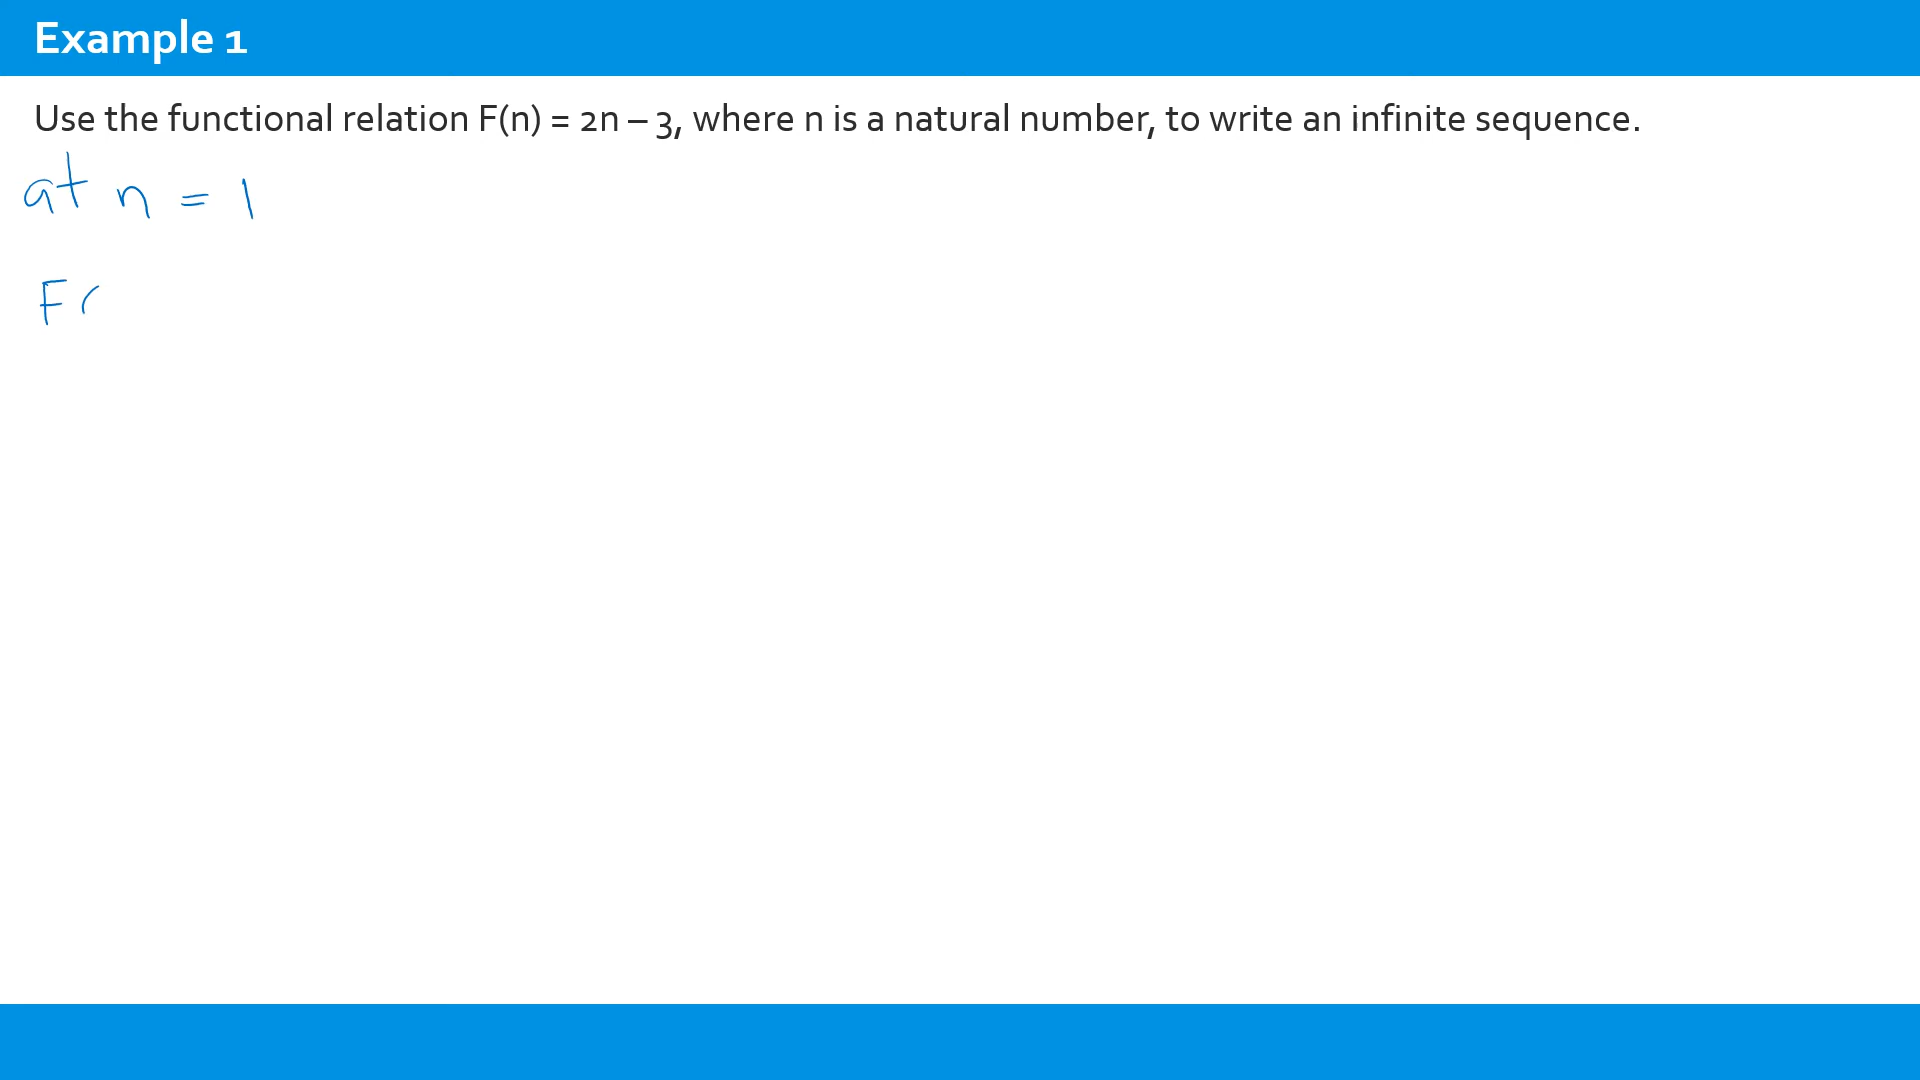 Example 1
Use the functional relation F(n) = 2n – 3, where n is a natural number, to write an infinite sequence.
at n = 1
F (